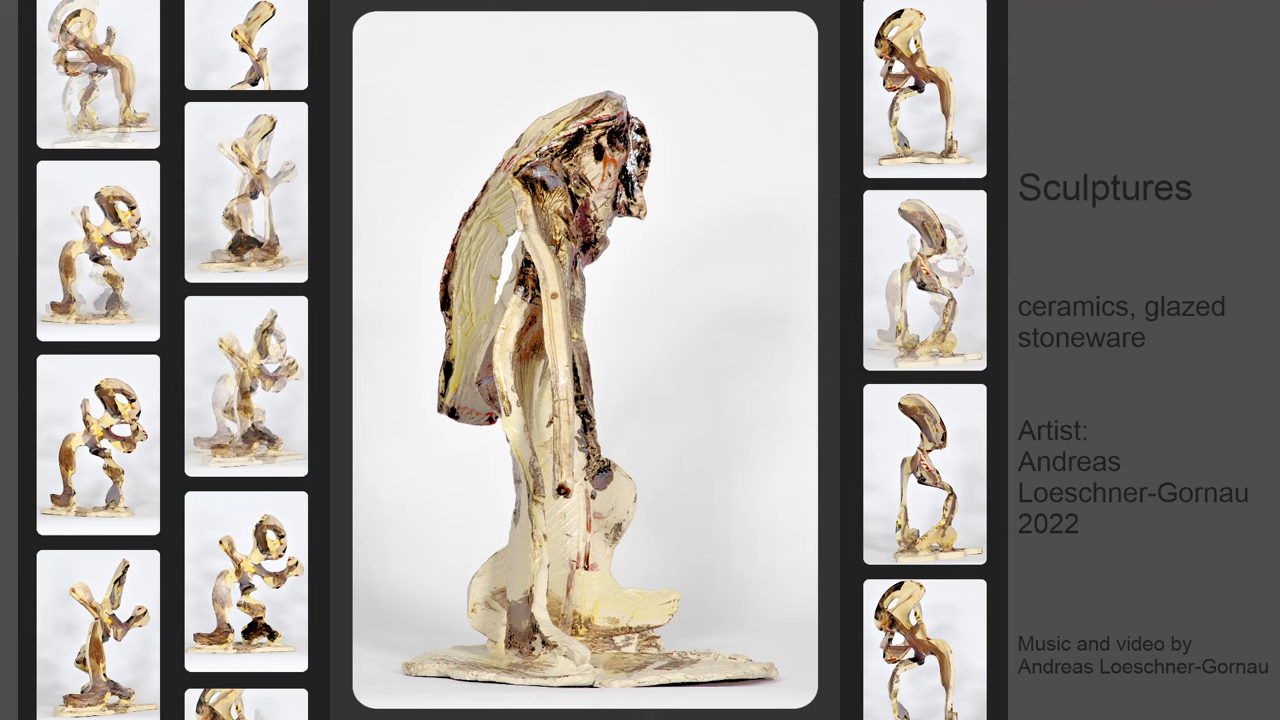 Sculptures
ceramics, glazed
stoneware
Artist:
Andreas
Loeschner-Gornau
2022
Music and video by
Andreas Loeschner-Gornau